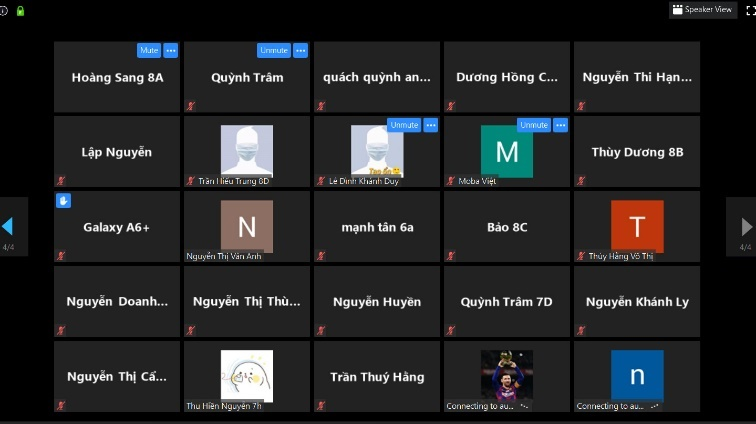 Speaker View
Mute
Unmute
Hoàng Sang 8A
Quỳnh Trâm
quách quỳnh an...
Dương Hồng C...
Nguyễn Thi Hạn...
Unmute
Unmute
Lập Nguyễn
Trần Hiếu Trung 8D
Lê Đình Khánh Duy
M
Moba Việt
Thùy Dương 8B
Galaxy A6+
N
Nguyễn Thị Vân Anh
mạnh tân 6a
Bảo 8C
T
Thúy Hằng Võ Thị
4/4
4/4
Nguyễn Doanh...
Nguyễn Thị Thù...
Nguyễn Huyền
Quỳnh Trâm 7D
Nguyễn Khánh Ly
Nguyễn Thị Cẩ...
Thu Hiền Nguyễn 7h
Trần Thuý Hằng
Connecting to au...
n
Connecting to au...